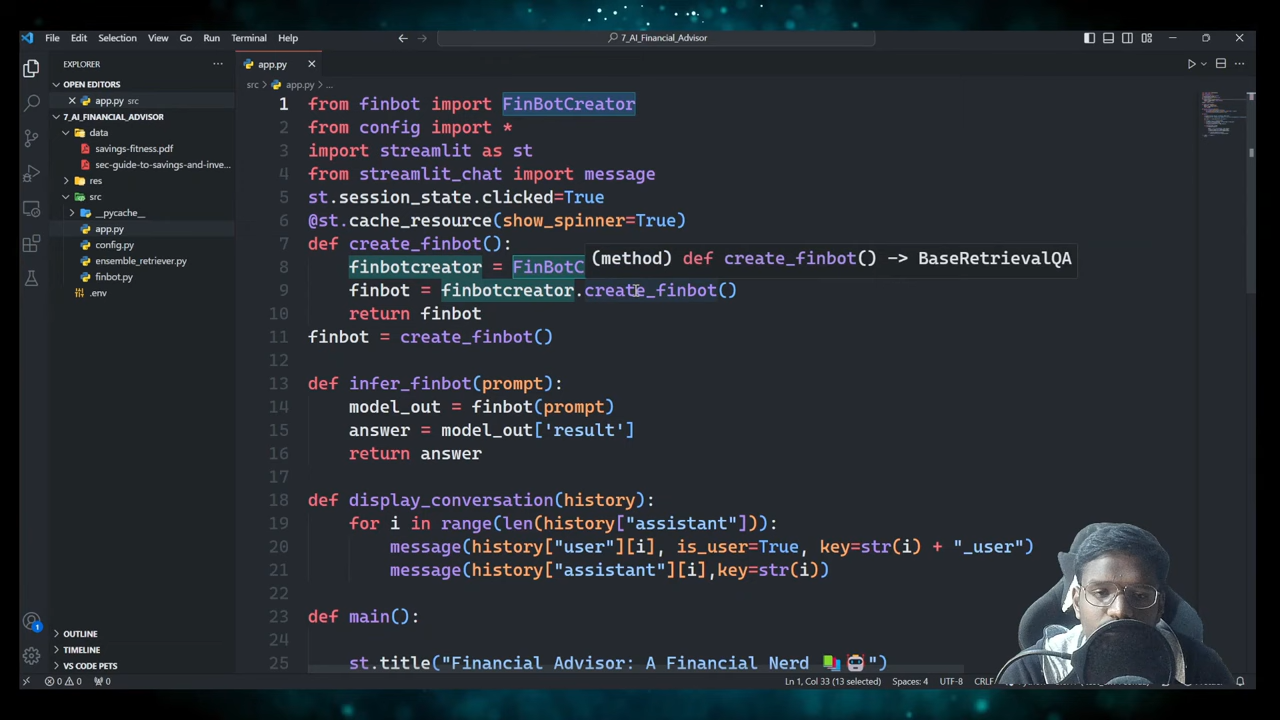 File Edit Selection View Go Run Terminal Help
7_AI_Financial_Advisor
EXPLORER
OPEN EDITORS
app.py src
7_AI_FINANCIAL_ADVISOR
data
savings-fitness.pdf
sec-guide-to-savings-and-inve...
res
src
__pycache__
app.py
config.py
ensemble_retriever.py
finbot.py
.env
OUTLINE
TIMELINE
VS CODE PETS
app.py
src > app.py > ...
1 from finbot import FinBotCreator
2 from config import *
3 import streamlit as st
4 from streamlit_chat import message
5 st.session_state.clicked=True
6 @st.cache_resource(show_spinner=True)
7 def create_finbot():
8 finbotcreator = FinBotC
(method) def create_finbot() -> BaseRetrievalQA
9 finbot = finbotcreator.create_finbot()
10 return finbot
11 finbot = create_finbot()
12
13 def infer_finbot(prompt):
14 model_out = finbot(prompt)
15 answer = model_out['result']
16 return answer
17
18 def display_conversation(history):
19 for i in range(len(history["assistant"])):
20 message(history["user"][i], is_user=True, key=str(i) + "_user")
21 message(history["assistant"][i],key=str(i))
22
23 def main():
24
25 st.title("Financial Advisor: A Financial Nerd 📚🤖")
0 0 0
Ln 1, Col 33 (13 selected) Spaces: 4 UTF-8 CRLF